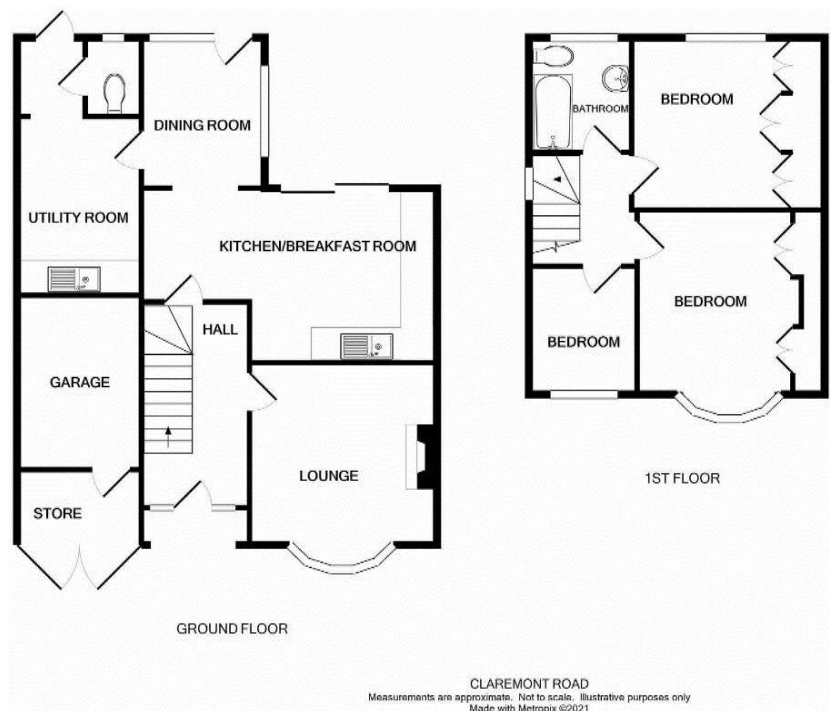 DINING ROOM
UTILITY ROOM
KITCHEN/BREAKFAST ROOM
HALL
GARAGE
LOUNGE
STORE
GROUND FLOOR
BATHROOM
BEDROOM
BEDROOM
BEDROOM
1ST FLOOR
CLAREMONT ROAD
Measurements are approximate. Not to scale. Illustrative purposes only
Made with Metropix ©2021